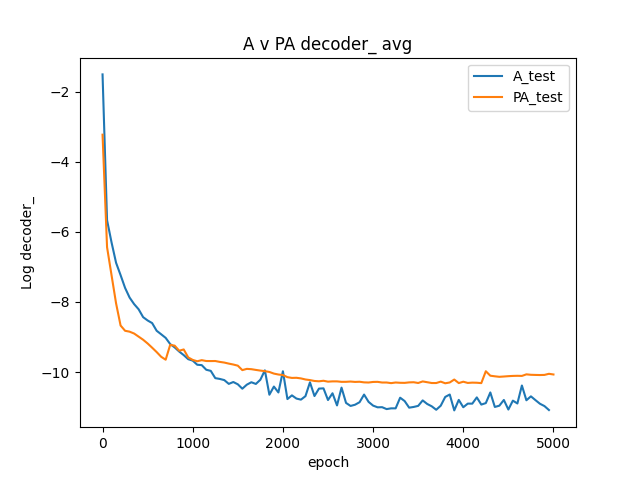 A v PA decoder_ avg
A_test
PA_test
Log decoder_
−2
−4
−6
−8
−10
0
1000
2000
3000
4000
5000
epoch